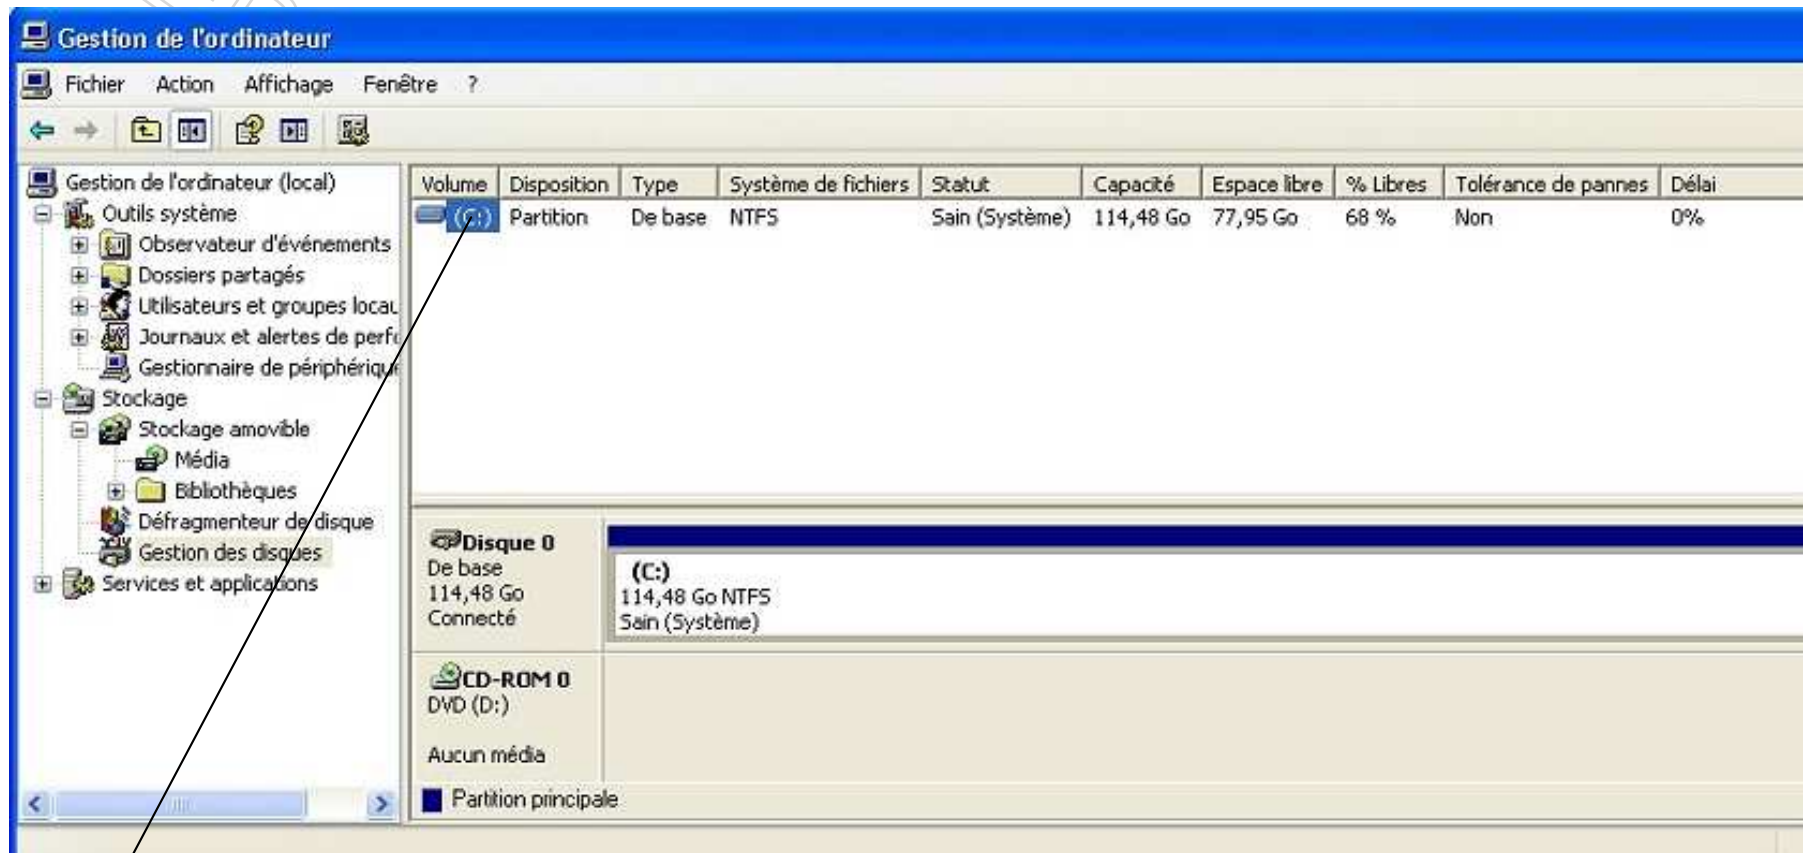 Gestion de l'ordinateur
Fichier Action Affichage Fenêtre ?
Gestion de l'ordinateur (local)
Outils système
Observateur d'événements
Dossiers partagés
Utilisateurs et groupes locau
Journaux et alertes de perfo
Gestionnaire de périphérique
Stockage
Stockage amovible
Média
Bibliothèques
Défragmenteur de disque
Gestion des disques
Services et applications
Volume Disposition Type Système de fichiers Statut Capacité Espace libre % Libres Tolérance de pannes Délai
(C:) Partition De base NTFS Sain (Système) 114,48 Go 77,95 Go 68 % Non 0%
Disque 0
De base
114,48 Go
Connecté
(C:)
114,48 Go NTFS
Sain (Système)
CD-ROM 0
DVD (D:)
Aucun média
Partition principale